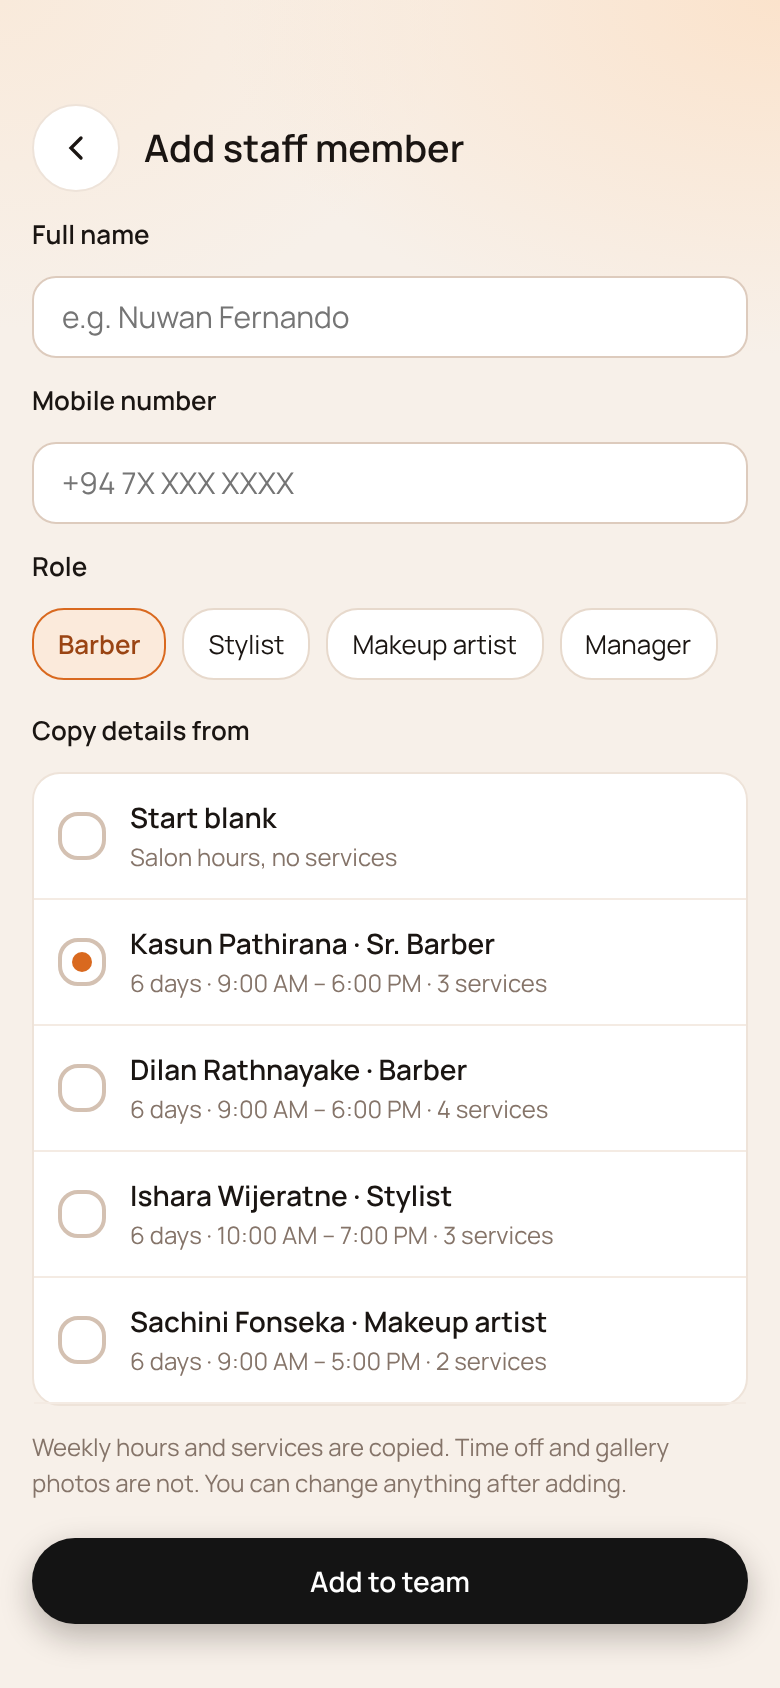 Add staff member
Full name
e.g. Nuwan Fernando
Mobile number
+94 7X XXX XXXX
Role
Barber
Stylist
Makeup artist
Manager
Copy details from
Start blank
Salon hours, no services
Kasun Pathirana · Sr. Barber
6 days · 9:00 AM – 6:00 PM · 3 services
Dilan Rathnayake · Barber
6 days · 9:00 AM – 6:00 PM · 4 services
Ishara Wijeratne · Stylist
6 days · 10:00 AM – 7:00 PM · 3 services
Sachini Fonseka · Makeup artist
6 days · 9:00 AM – 5:00 PM · 2 services
Weekly hours and services are copied. Time off and gallery
photos are not. You can change anything after adding.
Add to team